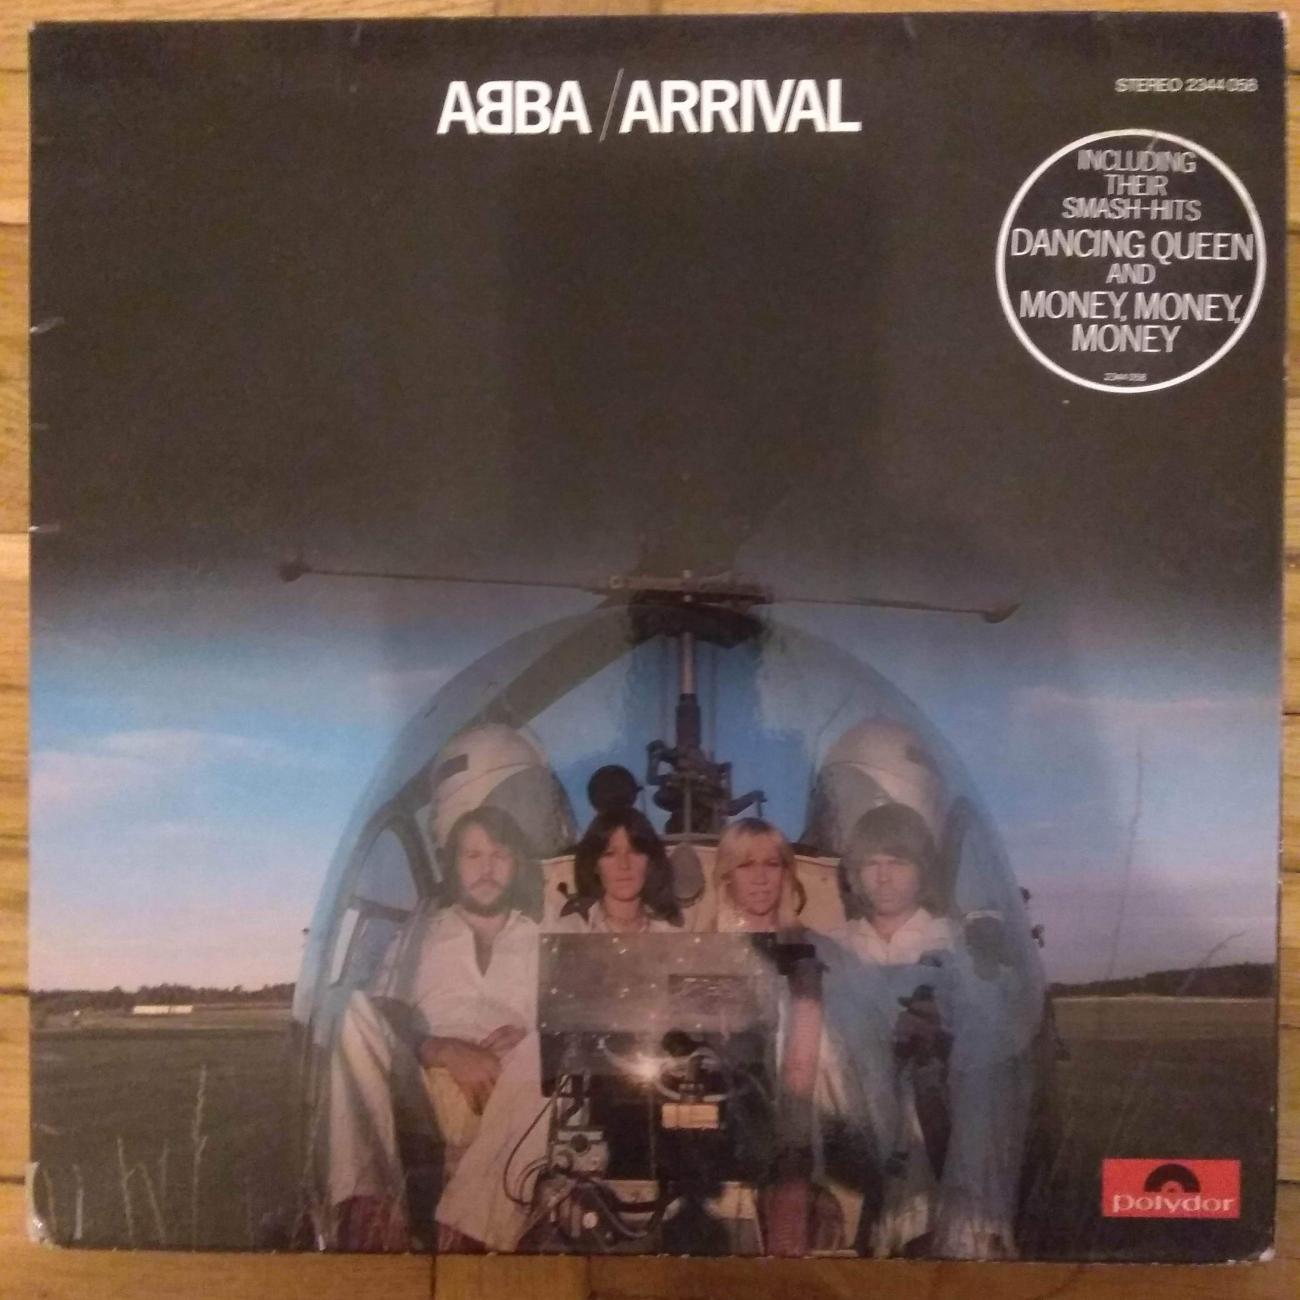 ABBA / ARRIVAL
STEREO 2344 058
INCLUDING
THEIR
SMASH-HITS
DANCING QUEEN
AND
MONEY, MONEY,
MONEY
2344 058
polydor